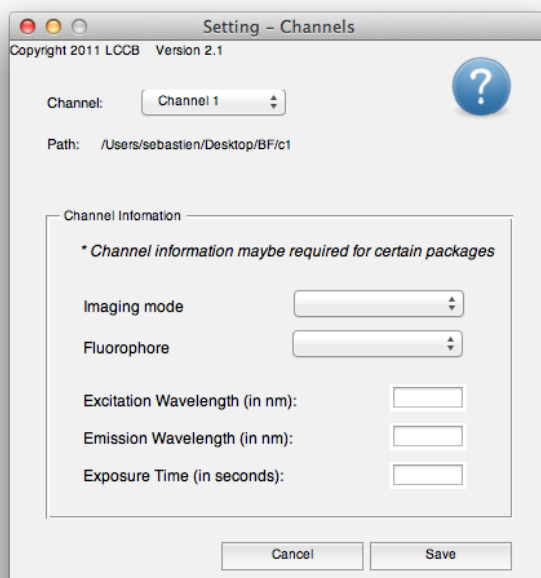 Setting – Channels
Copyright 2011 LCCB Version 2.1
Channel: Channel 1
?
Path: /Users/sebastien/Desktop/BF/c1
Channel Infomation
* Channel information maybe required for certain packages
Imaging mode
Fluorophore
Excitation Wavelength (in nm):
Emission Wavelength (in nm):
Exposure Time (in seconds):
Cancel Save